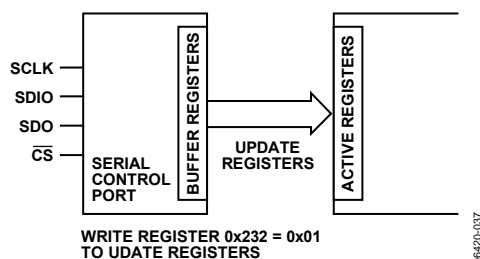 SCLK
SDIO
SDO
CS
SERIAL
CONTROL
PORT
BUFFER REGISTERS
UPDATE
REGISTERS
ACTIVE REGISTERS
WRITE REGISTER 0x232 = 0x01
TO UDATE REGISTERS
06420-037